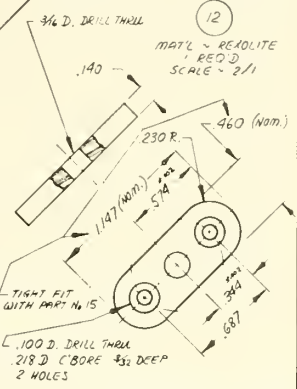 3/16 D. DRILL THRU
12
MAT'L ~ REXOLITE
1 REQ'D
SCALE ~ 2/1
.140
.230 R.
.460 (NOM.)
1.147 (NOM.)
.574 ±.002
TIGHT FIT
WITH PART No. 15
.344 ±.002
.687
.100 D. DRILL THRU
.218 D C'BORE 3/32 DEEP
2 HOLES